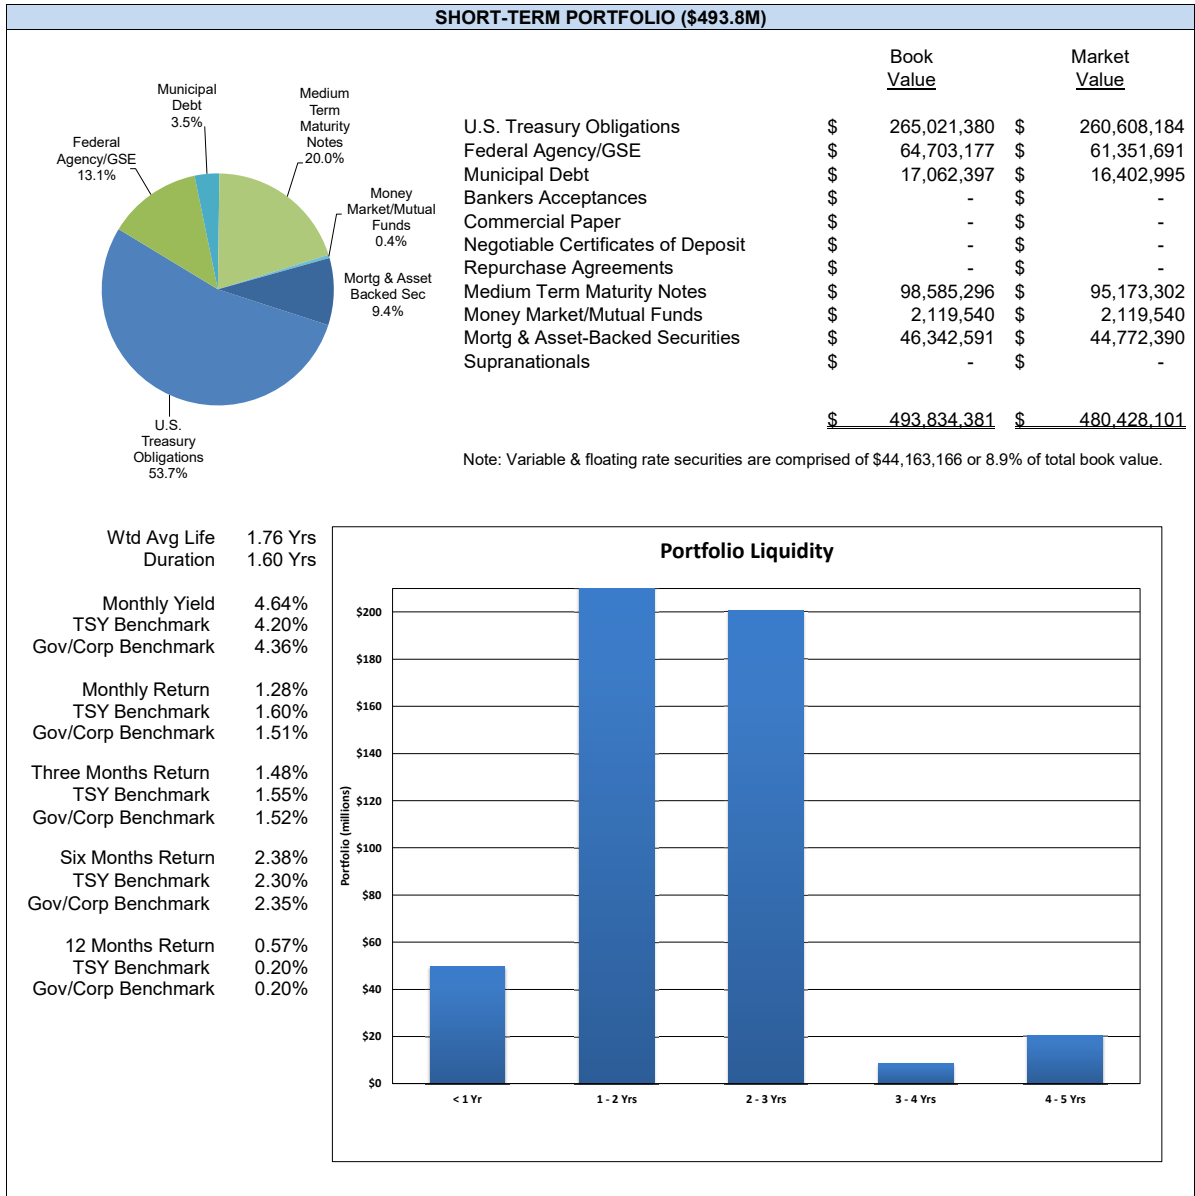 SHORT-TERM PORTFOLIO ($493.8M)
Municipal
Debt
3.5%
Medium
Term
Maturity
Notes
20.0%
Federal
Agency/GSE
13.1%
Money
Market/Mutual
Funds
0.4%
Mortg & Asset
Backed Sec
9.4%
U.S.
Treasury
Obligations
53.7%
Book Market
Value Value
U.S. Treasury Obligations $ 265,021,380 $ 260,608,184
Federal Agency/GSE $ 64,703,177 $ 61,351,691
Municipal Debt $ 17,062,397 $ 16,402,995
Bankers Acceptances $ - $ -
Commercial Paper $ - $ -
Negotiable Certificates of Deposit $ - $ -
Repurchase Agreements $ - $ -
Medium Term Maturity Notes $ 98,585,296 $ 95,173,302
Money Market/Mutual Funds $ 2,119,540 $ 2,119,540
Mortg & Asset-Backed Securities $ 46,342,591 $ 44,772,390
Supranationals $ - $ -
$ 493,834,381 $ 480,428,101
Note: Variable & floating rate securities are comprised of $44,163,166 or 8.9% of total book value.
Wtd Avg Life 1.76 Yrs
Duration 1.60 Yrs
Monthly Yield 4.64%
TSY Benchmark 4.20%
Gov/Corp Benchmark 4.36%
Monthly Return 1.28%
TSY Benchmark 1.60%
Gov/Corp Benchmark 1.51%
Three Months Return 1.48%
TSY Benchmark 1.55%
Gov/Corp Benchmark 1.52%
Six Months Return 2.38%
TSY Benchmark 2.30%
Gov/Corp Benchmark 2.35%
12 Months Return 0.57%
TSY Benchmark 0.20%
Gov/Corp Benchmark 0.20%
Portfolio Liquidity
Portfolio (millions)
$200
$180
$160
$140
$120
$100
$80
$60
$40
$20
$0
< 1 Yr 1 - 2 Yrs 2 - 3 Yrs 3 - 4 Yrs 4 - 5 Yrs